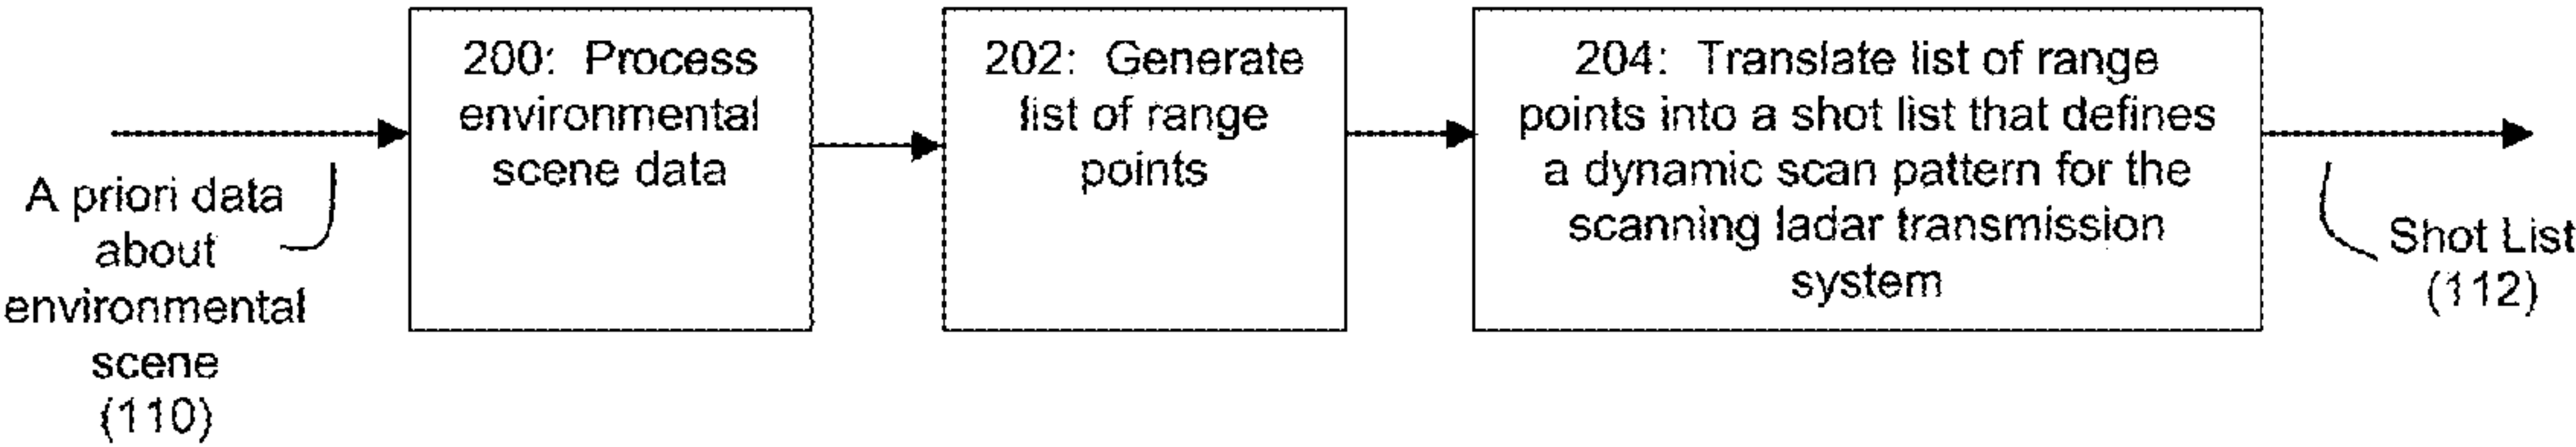 200: Process
environmental
scene data
202: Generate
list of range
points
204: Translate list of range
points into a shot list that defines
a dynamic scan pattern for the
scanning ladar transmission
system
A priori data
about
environmental
scene
(110)
Shot List
(112)